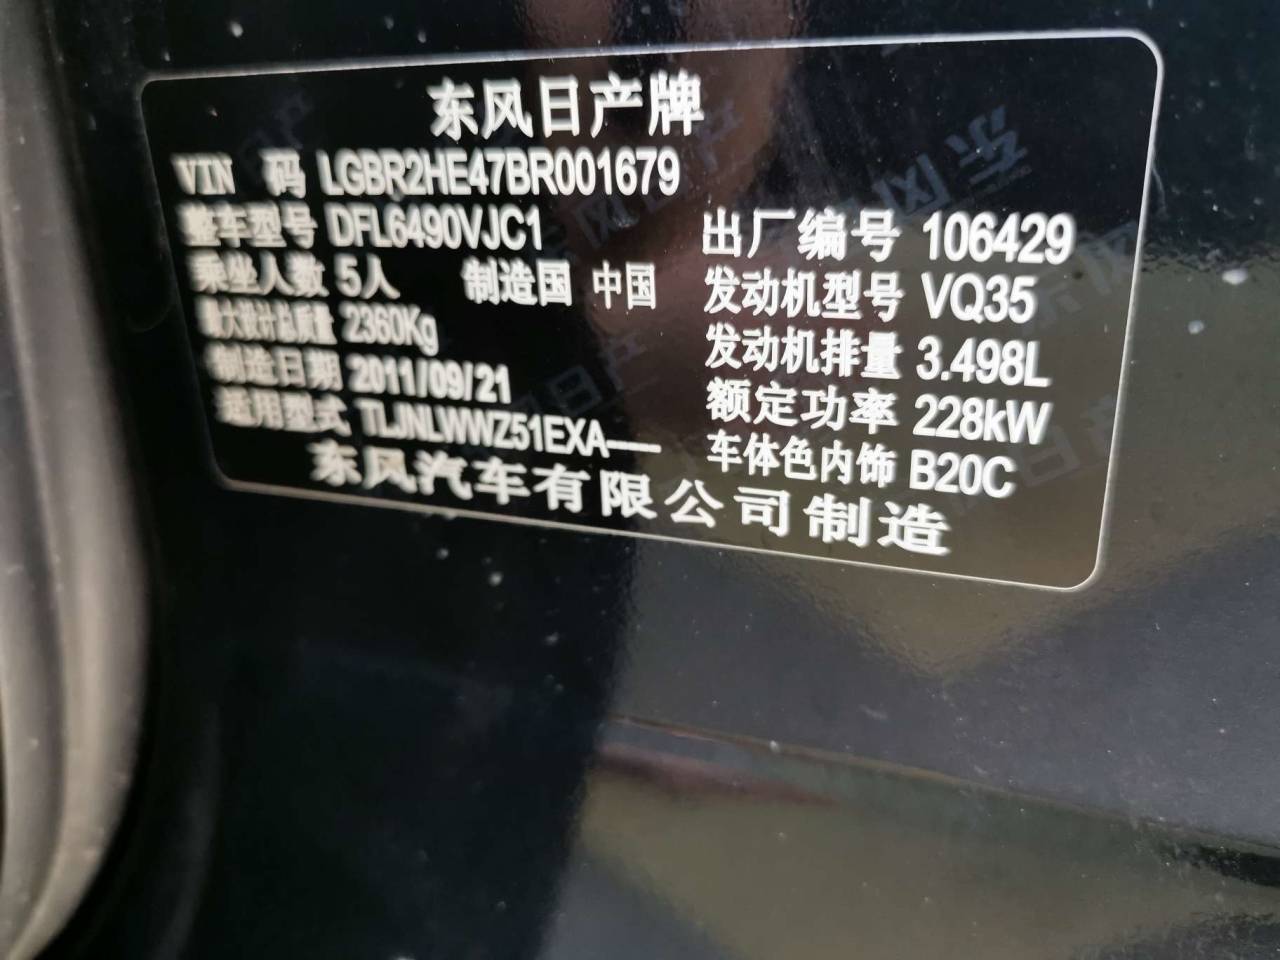 东风日产牌
VIN 码 LGBR2HE47BR001679
整车型号 DFL6490VJC1 出厂编号 106429
乘坐人数 5人 制造国 中国 发动机型号 VQ35
最大设计总质量 2360Kg 发动机排量 3.498L
制造日期 2011/09/21 额定功率 228kW
适用型式 TLJNLWWZ51EXA—— 车体色内饰 B20C
东风汽车有限公司制造